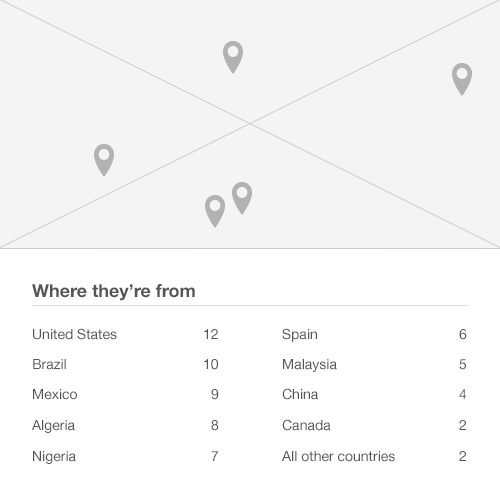 Where they’re from
United States 12
Brazil 10
Mexico 9
Algeria 8
Nigeria 7
Spain 6
Malaysia 5
China 4
Canada 2
All other countries 2